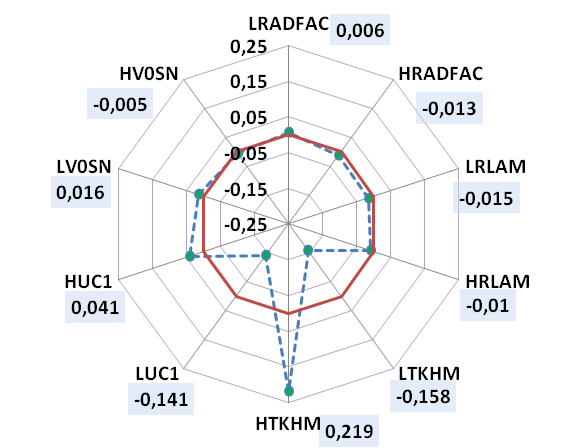 LRADFAC 0,006
0,25
HV0SN
-0,005
0,15
HRADFAC
-0,013
0,05
LV0SN
0,016
-0,05
LRLAM
-0,015
-0,15
-0,25
HUC1
0,041
HRLAM
-0,01
LUC1
-0,141
LTKHM
-0,158
HTKHM 0,219